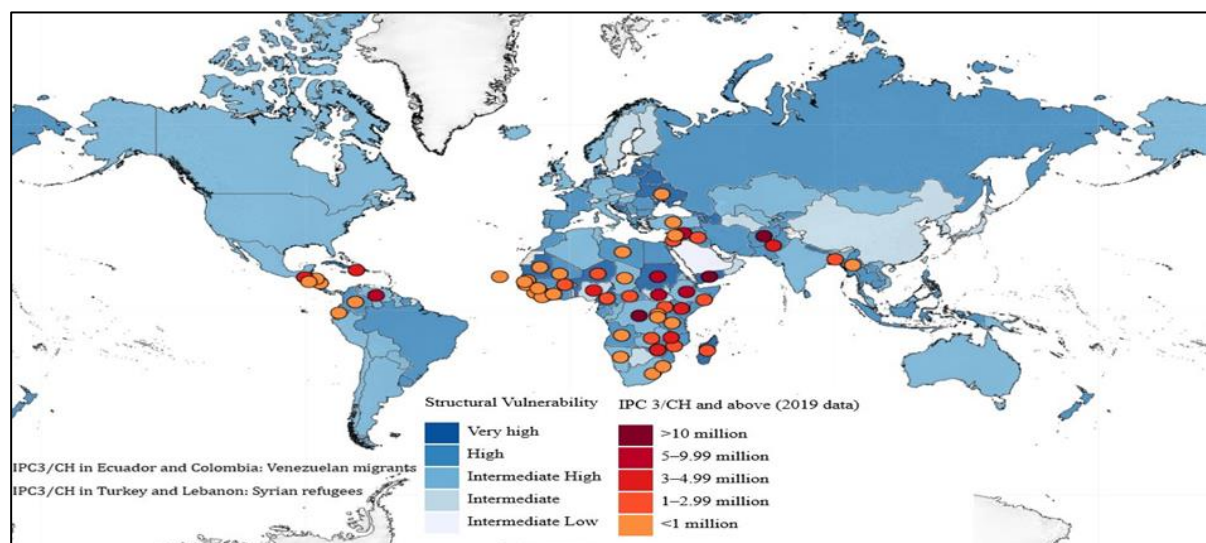 Structural Vulnerability
Very high
High
Intermediate High
Intermediate
Intermediate Low
IPC 3/CH and above (2019 data)
>10 million
5–9.99 million
3–4.99 million
1–2.99 million
<1 million
IPC3/CH in Ecuador and Colombia: Venezuelan migrants
IPC3/CH in Turkey and Lebanon: Syrian refugees